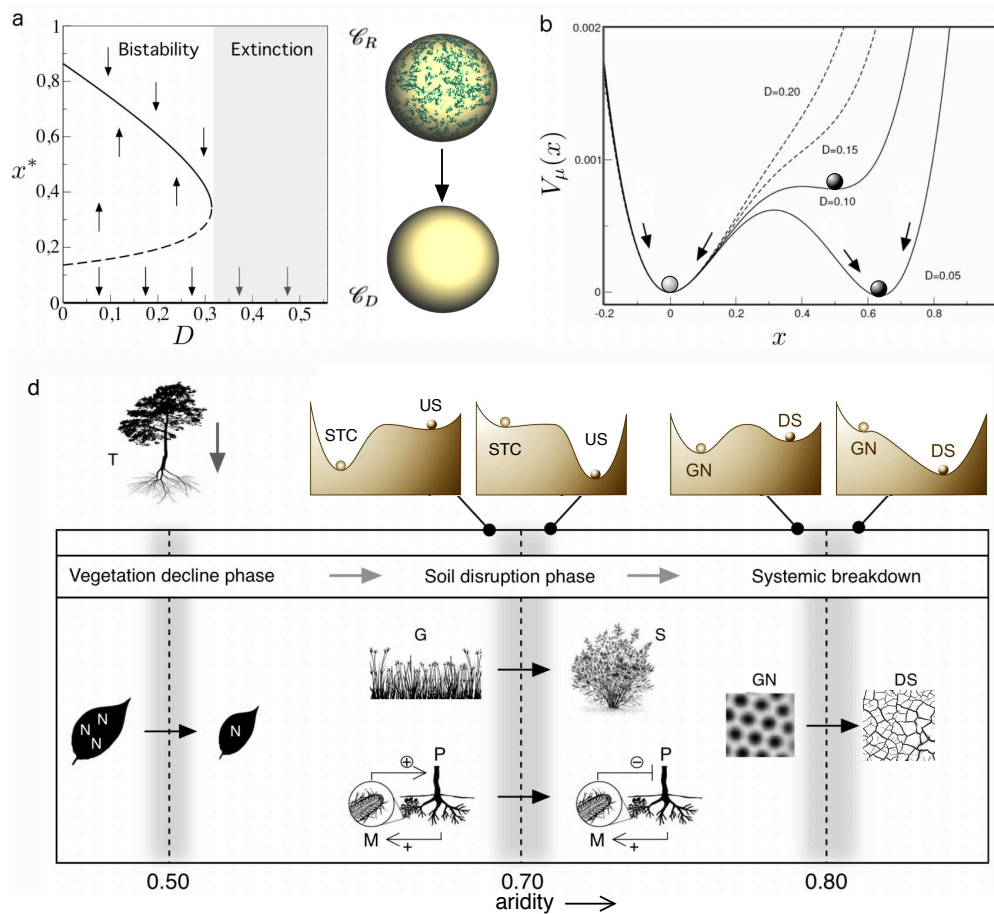 a
Bistability Extinction
1
0,8
0,6
x*
0,4
0,2
0
0 0,1 0,2 0,3 0,4 0,5
D
𝒞R
𝒞D
b
0.002
0.001
0
Vμ(x)
D=0.20
D=0.15
D=0.10
D=0.05
-0.2 0 0.2 0.4 0.6 0.8
x
d
T
STC US
STC US
GN DS
GN DS
Vegetation decline phase Soil disruption phase Systemic breakdown
G S
GN DS
N N N
N
⊕ P
M +
⊖ P
M +
0.50 0.70 0.80
aridity